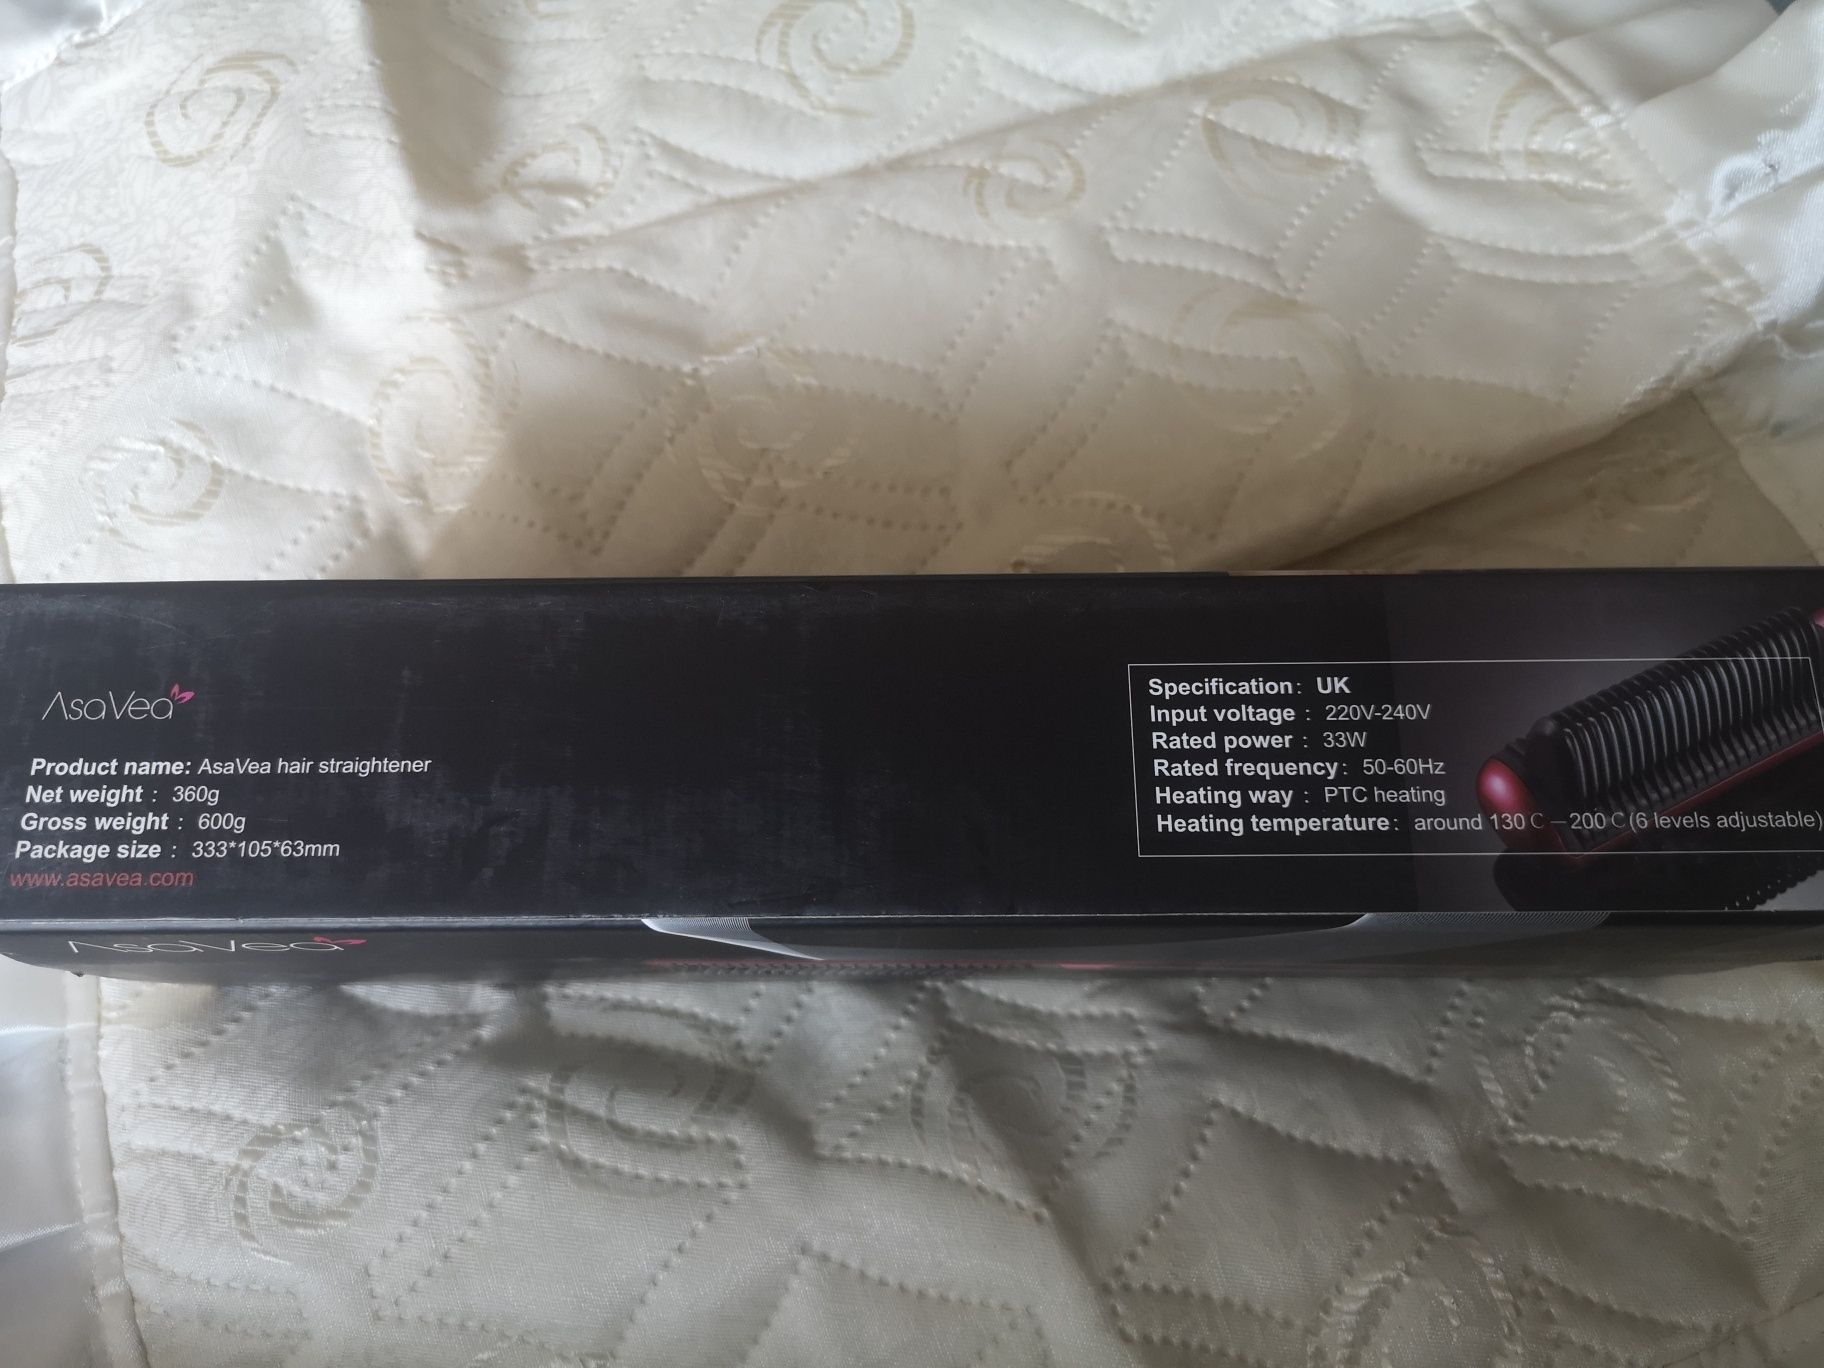 AsaVea
Product name: AsaVea hair straightener
Net weight : 360g
Gross weight : 600g
Package size : 333*105*63mm
www.asavea.com
Specification: UK
Input voltage : 220V-240V
Rated power : 33W
Rated frequency: 50-60Hz
Heating way : PTC heating
Heating temperature: around 130℃—200℃(6 levels adjustable)
AsaVea